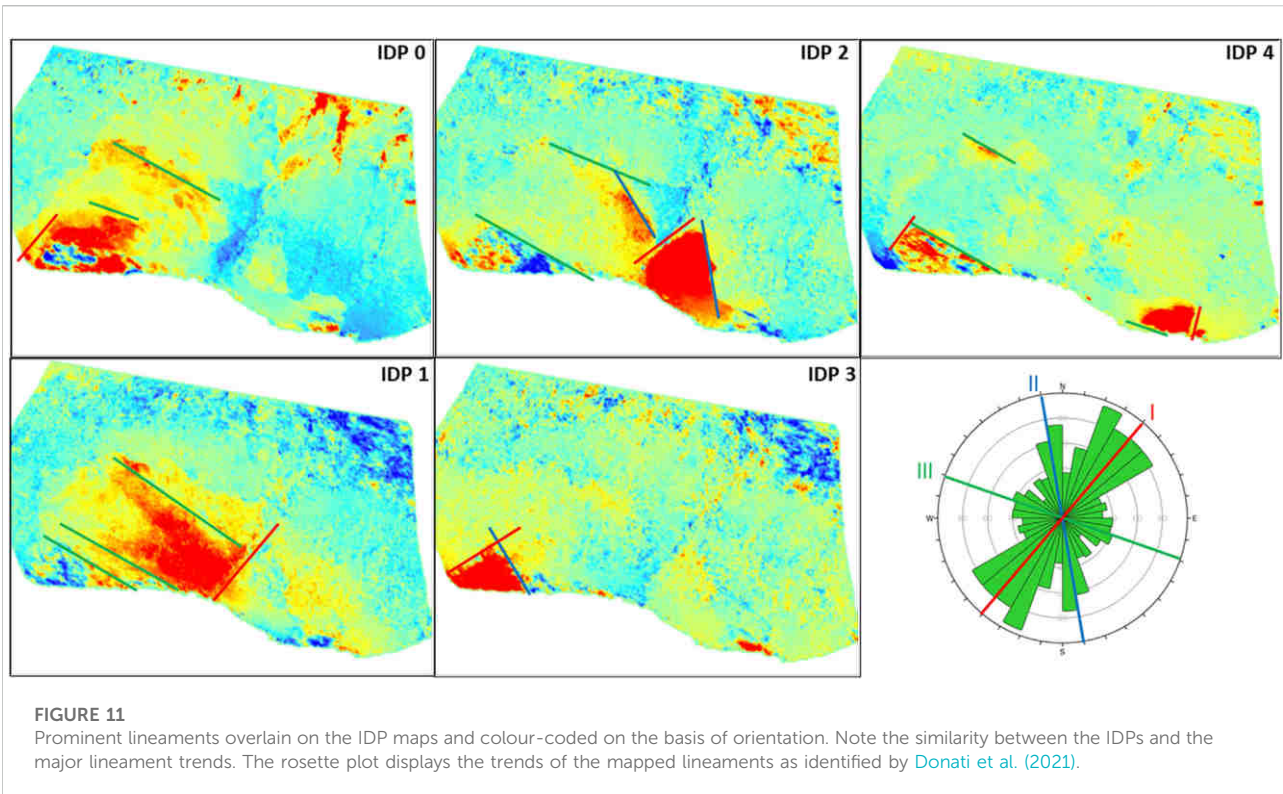 IDP 0
IDP 2
IDP 4
IDP 1
IDP 3
II
N
I
III
W
E
S
FIGURE 11
Prominent lineaments overlain on the IDP maps and colour-coded on the basis of orientation. Note the similarity between the IDPs and the
major lineament trends. The rosette plot displays the trends of the mapped lineaments as identified by Donati et al. (2021).